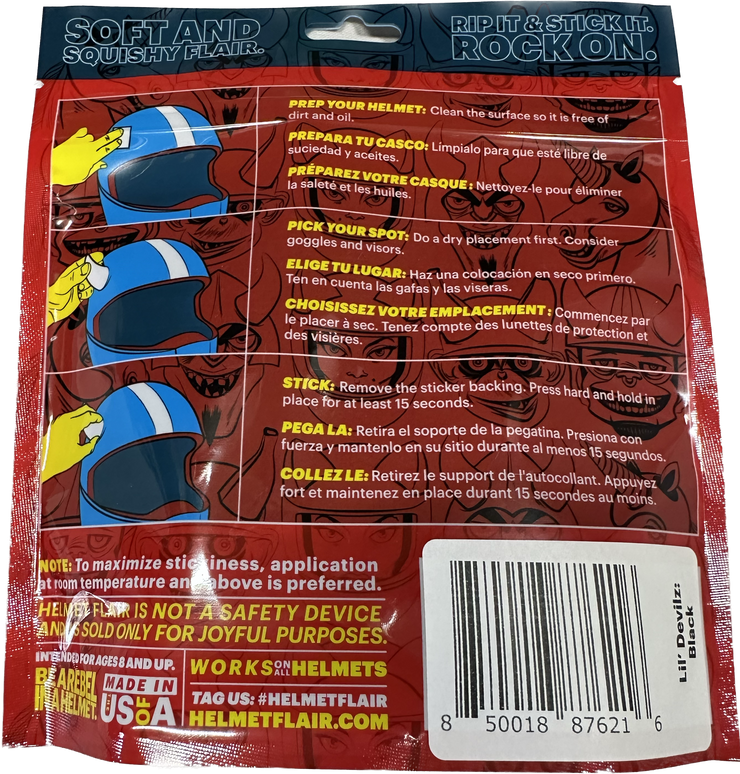 SOFT AND
SQUISHY FLAIR.
RIP IT & STICK IT.
ROCK ON.
PREP YOUR HELMET: Clean the surface so it is free of
dirt and oil.
PREPARA TU CASCO: Límpialo para que esté libre de
suciedad y aceites.
PRÉPAREZ VOTRE CASQUE : Nettoyez-le pour éliminer
la saleté et les huiles.
PICK YOUR SPOT: Do a dry placement first. Consider
goggles and visors.
ELIGE TU LUGAR: Haz una colocación en seco primero.
Ten en cuenta las gafas y las viseras.
CHOISISSEZ VOTRE EMPLACEMENT : Commencez par
le placer à sec. Tenez compte des lunettes de protection et
des visières.
STICK: Remove the sticker backing. Press hard and hold in
place for at least 15 seconds.
PEGA LA: Retira el soporte de la pegatina. Presiona con
fuerza y mantenlo en su sitio durante al menos 15 segundos.
COLLEZ LE: Retirez le support de l'autocollant. Appuyez
fort et maintenez en place durant 15 secondes au moins.
NOTE: To maximize stickiness, application
at room temperature and above is preferred.
HELMET FLAIR IS NOT A SAFETY DEVICE
AND IS SOLD ONLY FOR JOYFUL PURPOSES.
INTENDED FOR AGES 8 AND UP.
BE A REBEL
IN A HELMET.
MADE IN
USA
OF
WORKS ON ALL HELMETS
TAG US: #HELMETFLAIR
HELMETFLAIR.COM
Lil' Devilz:
Black
8 50018 87621 6